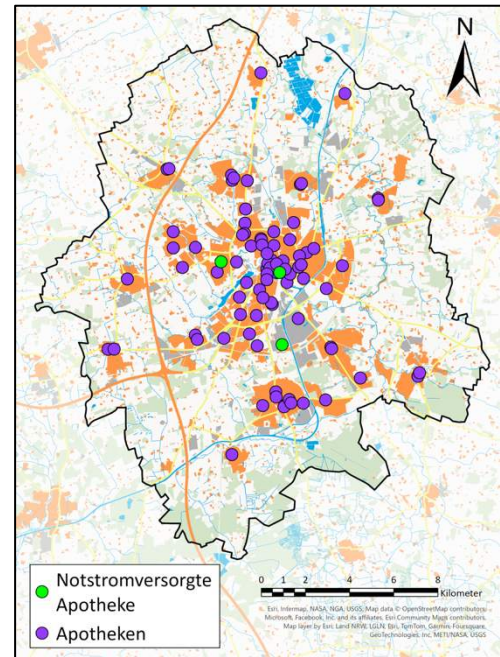 N
Notstromversorgte
Apotheke
Apotheken
0 2 4 6 8
Kilometer
Esri, Intermap, NASA, NGA, USGS; Map data © OpenStreetMap contributors,
Microsoft, Facebook, Inc. and its affiliates, Esri Community Maps contributors,
Map layer by Esri; Land NRW, LGLN, Esri, TomTom, Garmin, Foursquare,
GeoTechnologies, Inc, METI/NASA, USGS